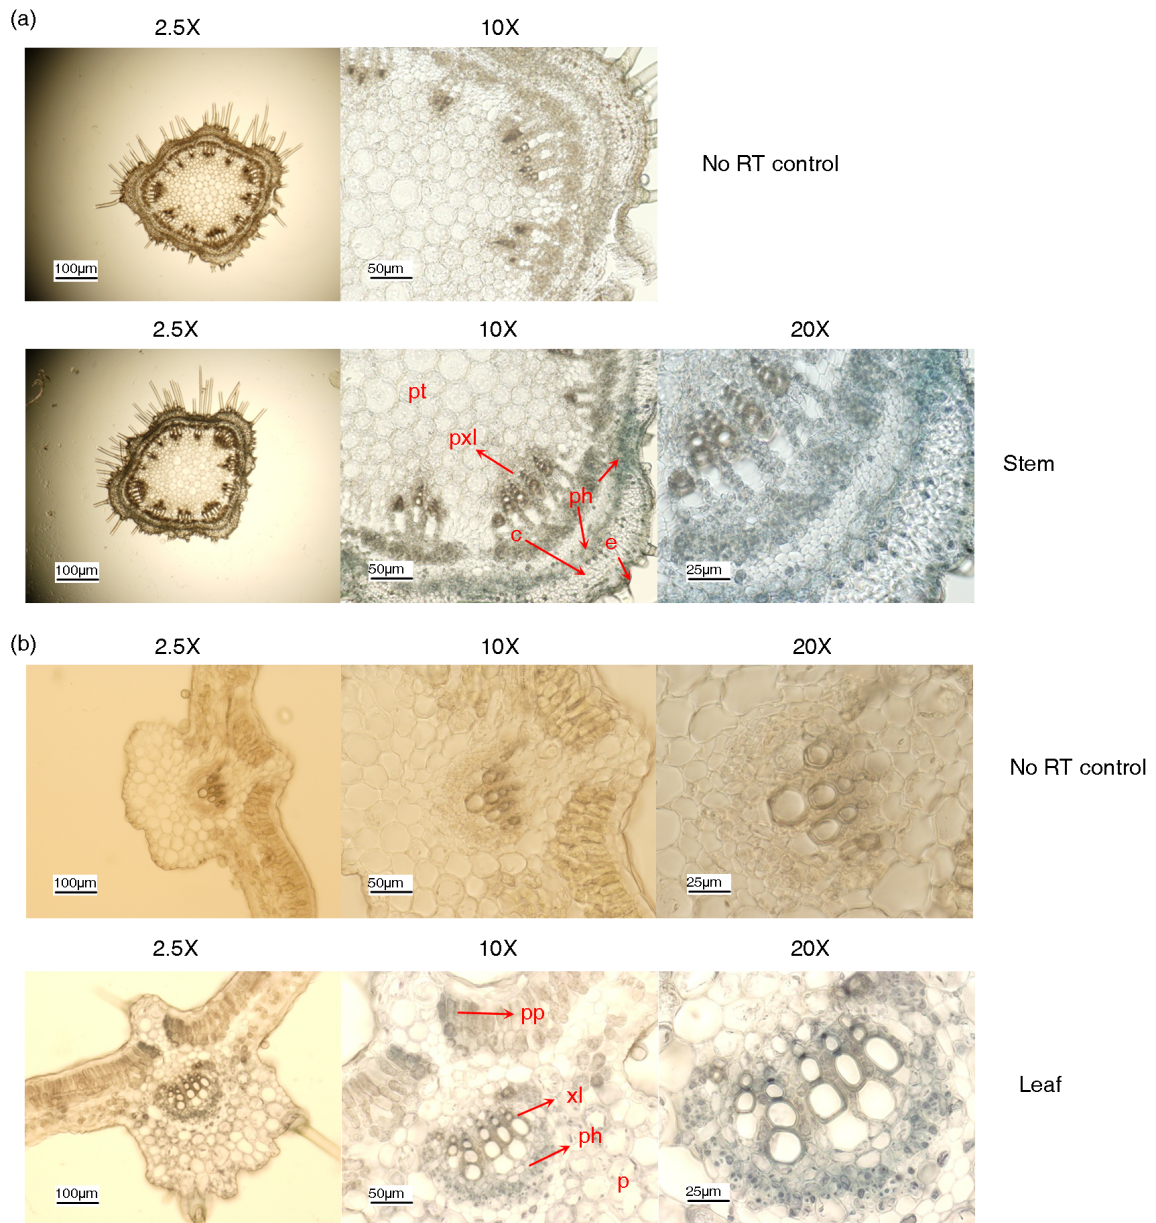 (a)
2.5X 10X
No RT control
100µm 50µm
2.5X 10X 20X
pt
pxl
ph
c e
Stem
100µm 50µm 25µm
(b)
2.5X 10X 20X
No RT control
100µm 50µm 25µm
2.5X 10X 20X
pp
xl
ph
p
Leaf
100µm 50µm 25µm